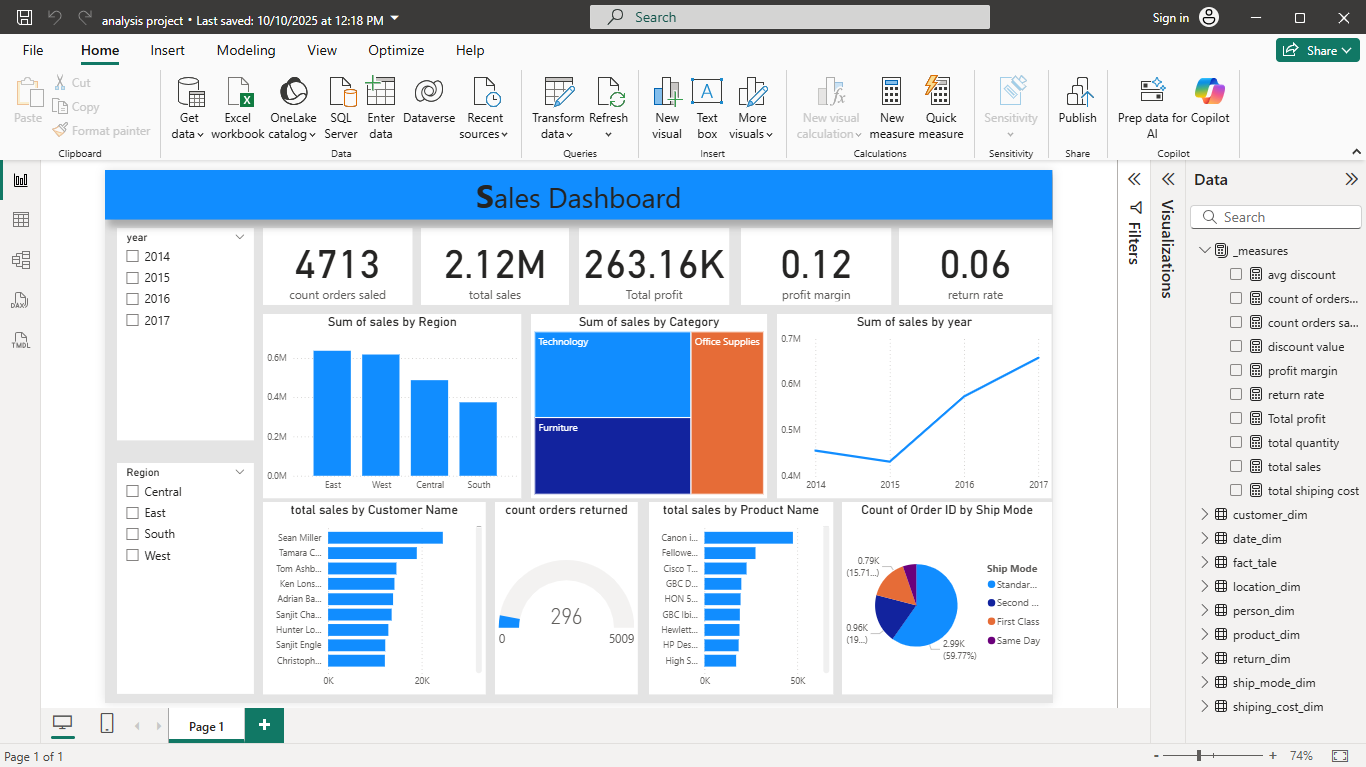 analysis project • Last saved: 10/10/2025 at 12:18 PM
Search
Sign in
File
Home
Insert
Modeling
View
Optimize
Help
Share
Paste
Cut
Copy
Format painter
Clipboard
Get data
Excel workbook
OneLake catalog
SQL Server
Enter data
Dataverse
Recent sources
Data
Transform data
Refresh
Queries
New visual
Text box
More visuals
Insert
New visual calculation
New measure
Quick measure
Calculations
Sensitivity
Sensitivity
Publish
Share
Prep data for AI
Copilot
Copilot
Sales Dashboard
year
2014
2015
2016
2017
4713
count orders saled
2.12M
total sales
263.16K
Total profit
0.12
profit margin
0.06
return rate
Region
Central
East
South
West
Sum of sales by Region
0.6M
0.4M
0.2M
0.0M
East
West
Central
South
Sum of sales by Category
Technology
Office Supplies
Furniture
Sum of sales by year
0.7M
0.6M
0.5M
0.4M
2014
2015
2016
2017
total sales by Customer Name
Sean Miller
Tamara C...
Tom Ashb...
Ken Lons...
Adrian Ba...
Sanjit Cha...
Hunter Lo...
Sanjit Engle
Christoph...
0K
20K
count orders returned
296
0
5009
total sales by Product Name
Canon i...
Fellowe...
Cisco T...
GBC D...
HON 5...
GBC Ibi...
Hewlett...
HP Des...
High S...
0K
50K
Count of Order ID by Ship Mode
0.79K
(15.71...)
0.96K
(19...)
2.99K
(59.77%)
Ship Mode
Standar...
Second ...
First Class
Same Day
Filters
Visualizations
Data
Search
_measures
avg discount
count of orders...
count orders sa...
discount value
profit margin
return rate
Total profit
total quantity
total sales
total shiping cost
customer_dim
date_dim
fact_tale
location_dim
person_dim
product_dim
return_dim
ship_mode_dim
shiping_cost_dim
DAX
TMDL
Page 1
Page 1 of 1
74%